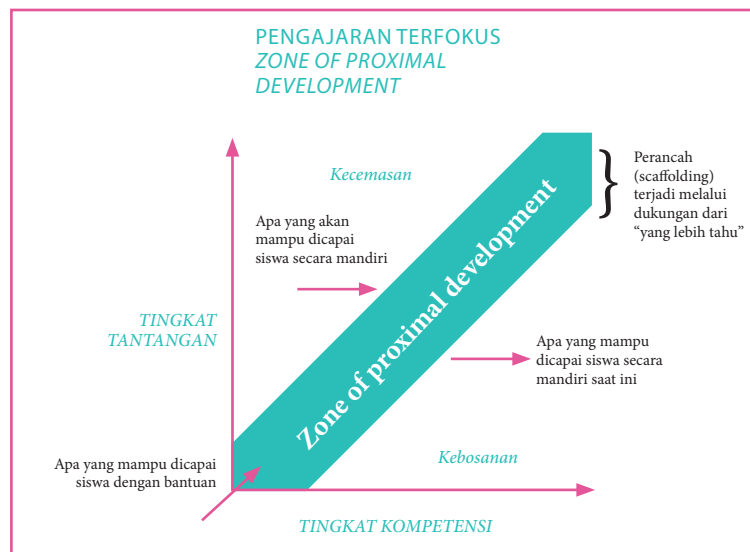 PENGAJARAN TERFOKUS
ZONE OF PROXIMAL
DEVELOPMENT
Kecemasan
Perancah
(scaffolding)
terjadi melalui
dukungan dari
“yang lebih tahu”
Apa yang akan
mampu dicapai
siswa secara mandiri
Zone of proximal development
TINGKAT
TANTANGAN
Apa yang mampu
dicapai siswa secara
mandiri saat ini
Apa yang mampu dicapai
siswa dengan bantuan
Kebosanan
TINGKAT KOMPETENSI